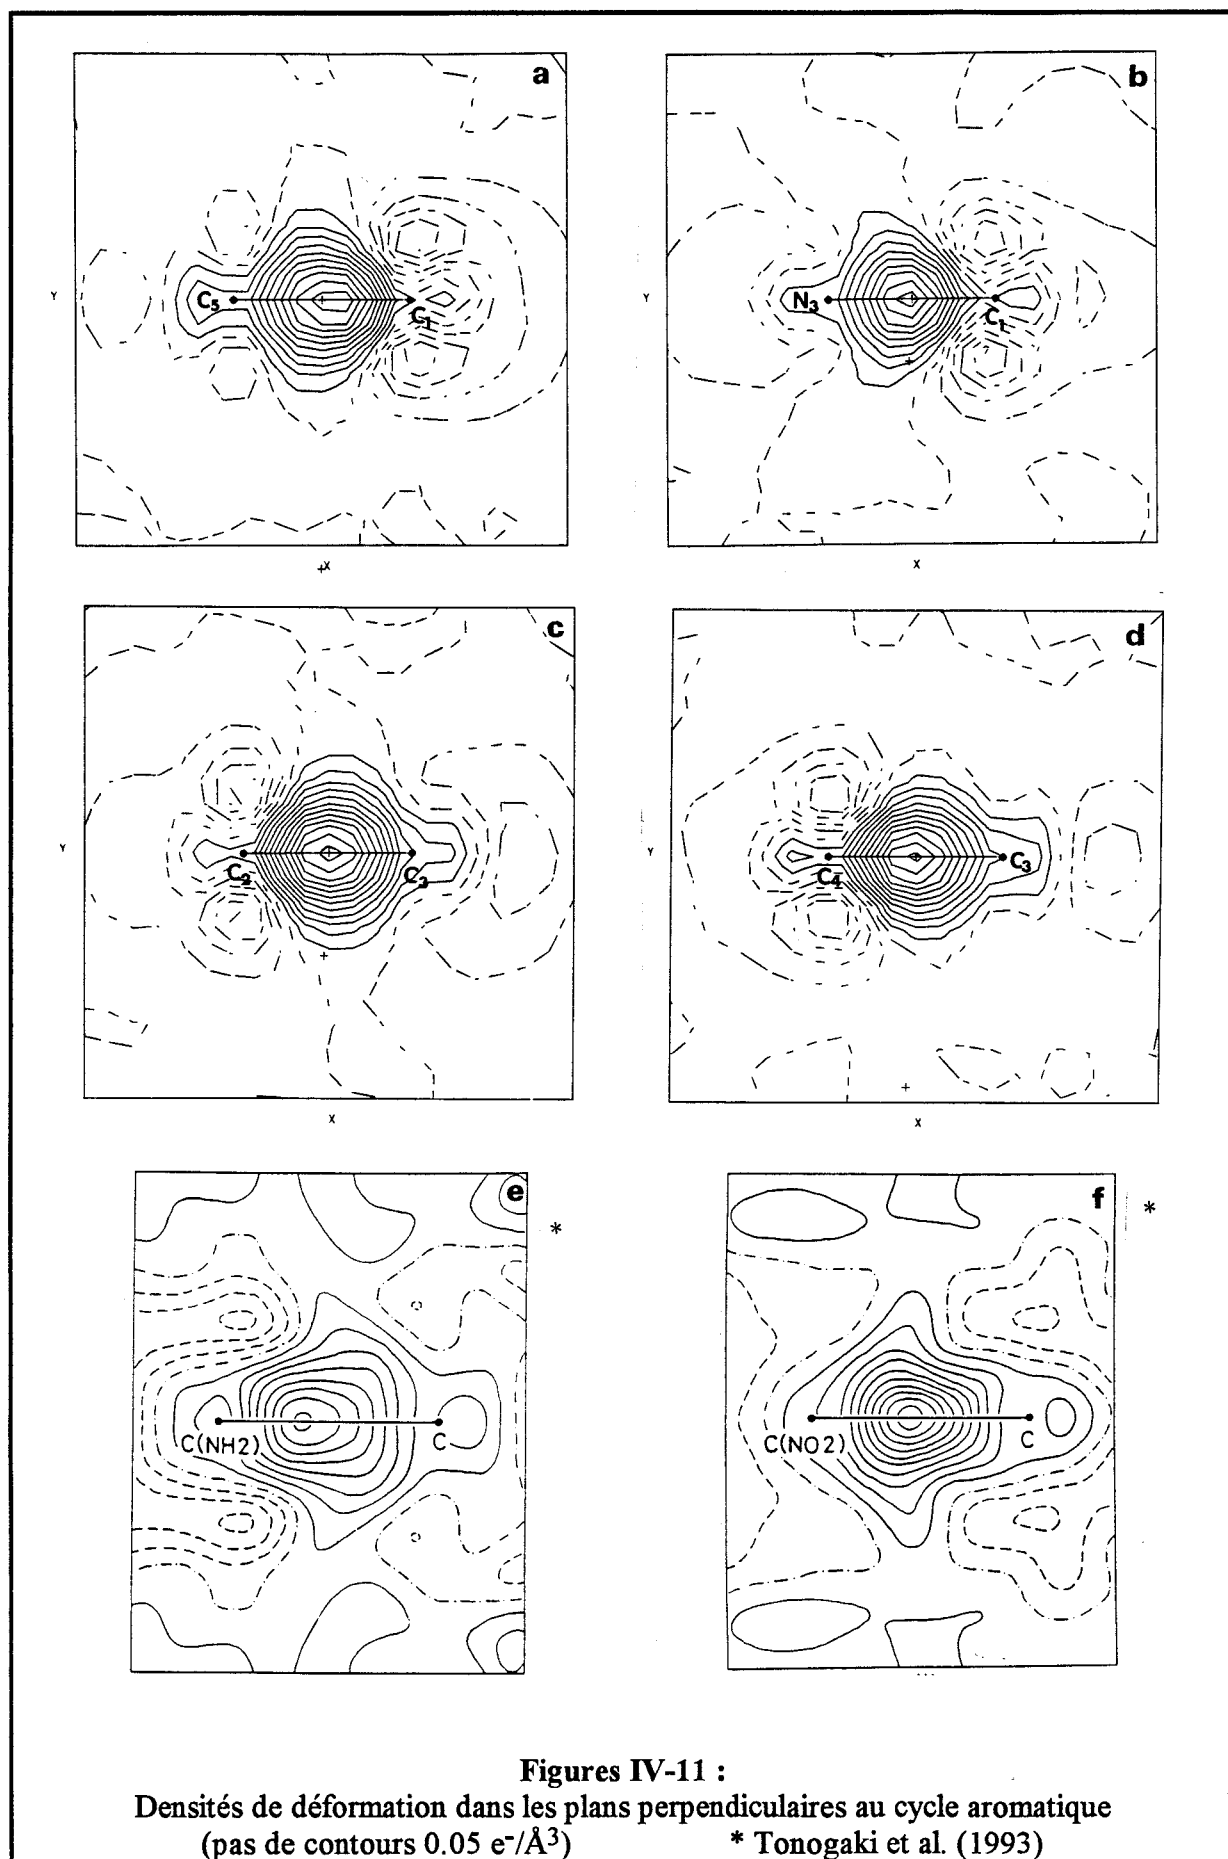 a
b
Y
C5
C1
Y
N3
C1
X
X
c
d
Y
C2
C3
Y
C4
C3
X
X
e
*
f
*
C(NH2)
C
C(NO2)
C
Figures IV-11 :
Densités de déformation dans les plans perpendiculaires au cycle aromatique
(pas de contours 0.05 e-/Å3) * Tonogaki et al. (1993)